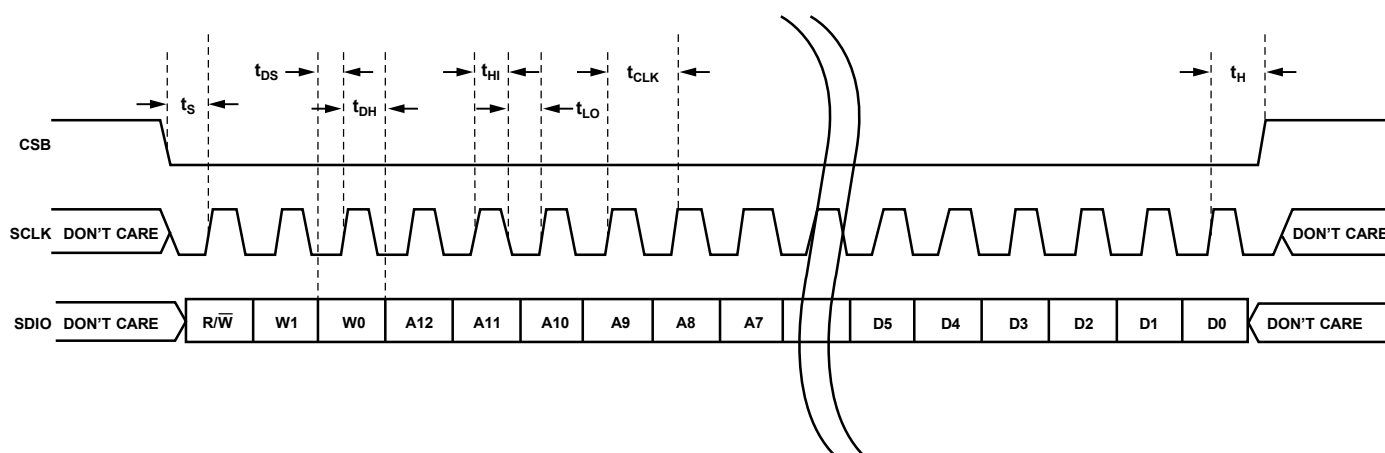 tDS
tHI
tCLK
tH
tS
tDH
tLO
CSB
SCLK DON'T CARE
DON'T CARE
SDIO DON'T CARE R/W̅ W1 W0 A12 A11 A10 A9 A8 A7 D5 D4 D3 D2 D1 D0 DON'T CARE